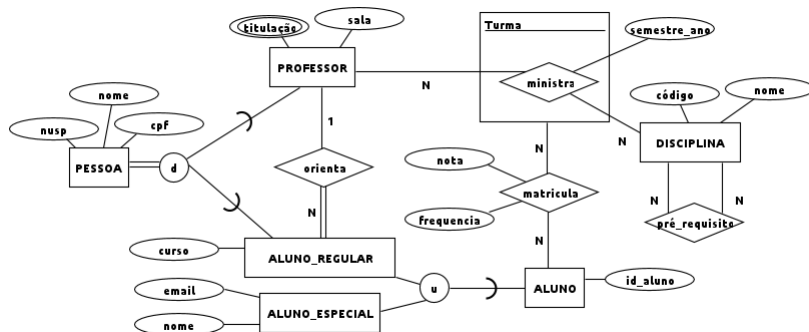 sala
titulação
Turma
semestre_ano
PROFESSOR
N
ministra
nome
código
nome
nusp
cpf
1
N
PESSOA
d
DISCIPLINA
orienta
nota
N
matricula
N
N
frequencia
N
pré_requisito
curso
N
ALUNO_REGULAR
email
u
ALUNO
id_aluno
ALUNO_ESPECIAL
nome